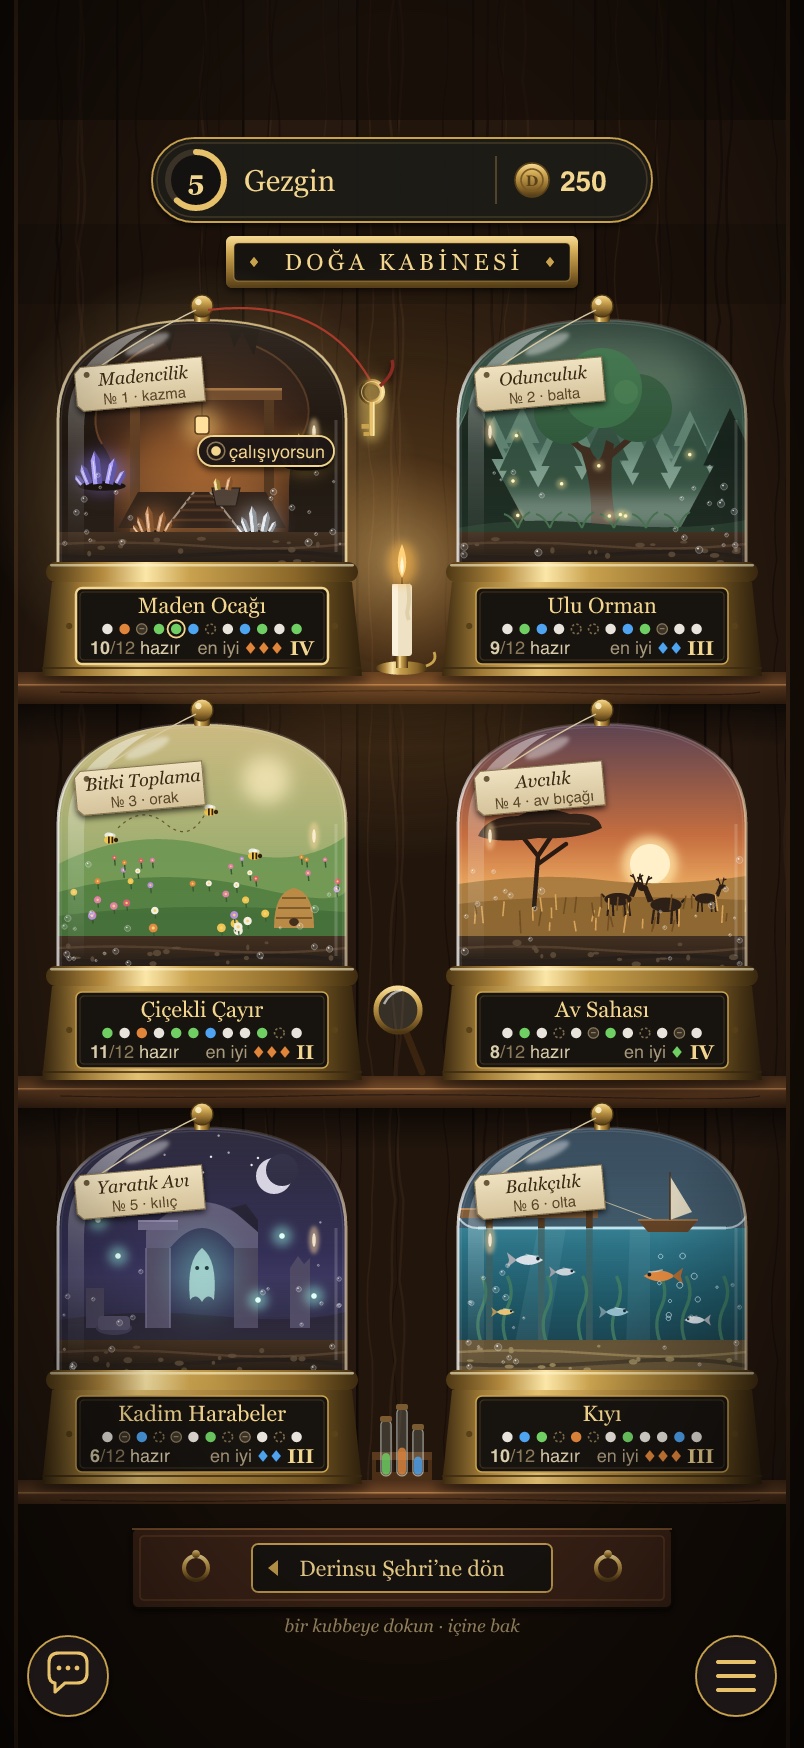 5 Gezgin D 250
DOĞA KABİNESİ
Madencilik
№ 1 · kazma
çalışıyorsun
Maden Ocağı
10/12 hazır en iyi ♦♦♦ IV
Odunculuk
№ 2 · balta
Ulu Orman
9/12 hazır en iyi ♦♦ III
Bitki Toplama
№ 3 · orak
Çiçekli Çayır
11/12 hazır en iyi ♦♦♦ II
Avcılık
№ 4 · av bıçağı
Av Sahası
8/12 hazır en iyi ♦ IV
Yaratık Avı
№ 5 · kılıç
Kadim Harabeler
6/12 hazır en iyi ♦♦ III
Balıkçılık
№ 6 · olta
Kıyı
10/12 hazır en iyi ♦♦♦ III
Derinsu Şehri’ne dön
bir kubbeye dokun · içine bak